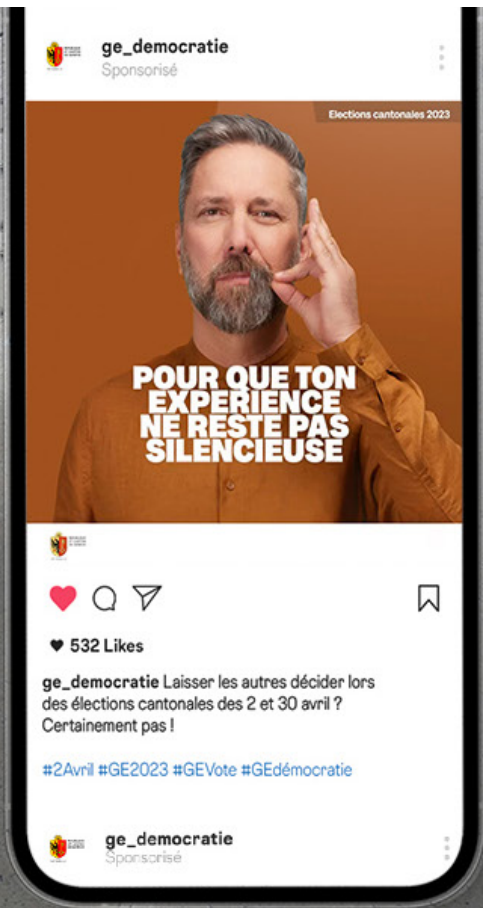 ge_democratie
Sponsorisé
Elections cantonales 2023
POUR QUE TON
EXPERIENCE
NE RESTE PAS
SILENCIEUSE
532 Likes
ge_democratie Laisser les autres décider lors
des élections cantonales des 2 et 30 avril ?
Certainement pas !
#2Avril #GE2023 #GEVote #GEdémocratie
ge_democratie
Sponsorisé